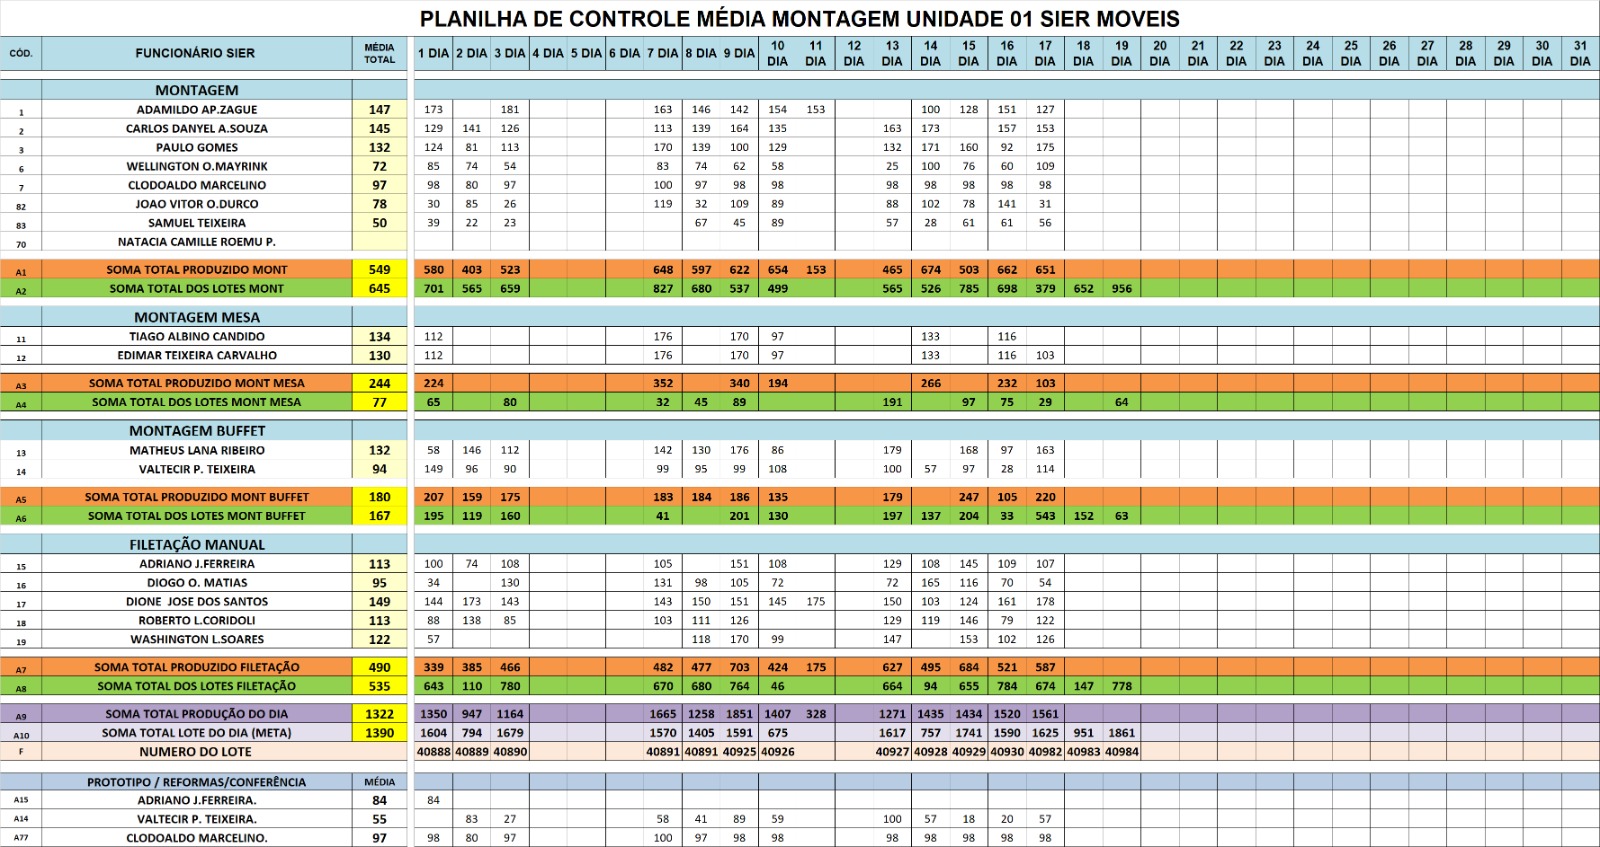 PLANILHA DE CONTROLE MÉDIA MONTAGEM UNIDADE 01 SIER MOVEIS
CÓD. FUNCIONÁRIO SIER MÉDIA TOTAL 1 DIA 2 DIA 3 DIA 4 DIA 5 DIA 6 DIA 7 DIA 8 DIA 9 DIA 10 DIA 11 DIA 12 DIA 13 DIA 14 DIA 15 DIA 16 DIA 17 DIA 18 DIA 19 DIA 20 DIA 21 DIA 22 DIA 23 DIA 24 DIA 25 DIA 26 DIA 27 DIA 28 DIA 29 DIA 30 DIA 31 DIA
MONTAGEM
1 ADAMILDO AP.ZAGUE 147 173 181 163 146 142 154 153 100 128 151 127
2 CARLOS DANYEL A.SOUZA 145 129 141 126 113 139 164 135 163 173 157 153
3 PAULO GOMES 132 124 81 113 170 139 100 129 132 171 160 92 175
6 WELLINGTON O.MAYRINK 72 85 74 54 83 74 62 58 25 100 76 60 109
7 CLODOALDO MARCELINO 97 98 80 97 100 97 98 98 98 98 98 98 98
82 JOAO VITOR O.DURCO 78 30 85 26 119 32 109 89 88 102 78 141 31
83 SAMUEL TEIXEIRA 50 39 22 23 67 45 89 57 28 61 61 56
70 NATACIA CAMILLE ROEMU P.
A1 SOMA TOTAL PRODUZIDO MONT 549 580 403 523 648 597 622 654 153 465 674 503 662 651
A2 SOMA TOTAL DOS LOTES MONT 645 701 565 659 827 680 537 499 565 526 785 698 379 652 956
MONTAGEM MESA
11 TIAGO ALBINO CANDIDO 134 112 176 170 97 133 116
12 EDIMAR TEIXEIRA CARVALHO 130 112 176 170 97 133 116 103
A3 SOMA TOTAL PRODUZIDO MONT MESA 244 224 352 340 194 266 232 103
A4 SOMA TOTAL DOS LOTES MONT MESA 77 65 80 32 45 89 191 97 75 29 64
MONTAGEM BUFFET
13 MATHEUS LANA RIBEIRO 132 58 146 112 142 130 176 86 179 168 97 163
14 VALTECIR P. TEIXEIRA 94 149 96 90 99 95 99 108 100 57 97 28 114
A5 SOMA TOTAL PRODUZIDO MONT BUFFET 180 207 159 175 183 184 186 135 179 247 105 220
A6 SOMA TOTAL DOS LOTES MONT BUFFET 167 195 119 160 41 201 130 197 137 204 33 543 152 63
FILETAÇÃO MANUAL
15 ADRIANO J.FERREIRA 113 100 74 108 105 151 108 129 108 145 109 107
16 DIOGO O. MATIAS 95 34 130 131 98 105 72 72 165 116 70 54
17 DIONE JOSE DOS SANTOS 149 144 173 143 143 150 151 145 175 150 103 124 161 178
18 ROBERTO L.CORIDOLI 113 88 138 85 103 111 126 129 119 146 79 122
19 WASHINGTON L.SOARES 122 57 118 170 99 147 153 102 126
A7 SOMA TOTAL PRODUZIDO FILETAÇÃO 490 339 385 466 482 477 703 424 175 627 495 684 521 587
A8 SOMA TOTAL DOS LOTES FILETAÇÃO 535 643 110 780 670 680 764 46 664 94 655 784 674 147 778
A9 SOMA TOTAL PRODUÇÃO DO DIA 1322 1350 947 1164 1665 1258 1851 1407 328 1271 1435 1434 1520 1561
A10 SOMA TOTAL LOTE DO DIA (META) 1390 1604 794 1679 1570 1405 1591 675 1617 757 1741 1590 1625 951 1861
F NUMERO DO LOTE 40888 40889 40890 40891 40891 40925 40926 40927 40928 40929 40930 40982 40983 40984
PROTOTIPO / REFORMAS/CONFERÊNCIA MÉDIA
A15 ADRIANO J.FERREIRA. 84 84
A14 VALTECIR P. TEIXEIRA. 55 83 27 58 41 89 59 100 57 18 20 57
A77 CLODOALDO MARCELINO. 97 98 80 97 100 97 98 98 98 98 98 98 98